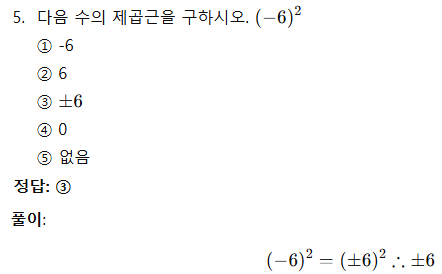 5. 다음 수의 제곱근을 구하시오. (−6)²
① -6
② 6
③ ±6
④ 0
⑤ 없음
정답: ③
풀이:
(−6)² = (±6)² ∴ ±6